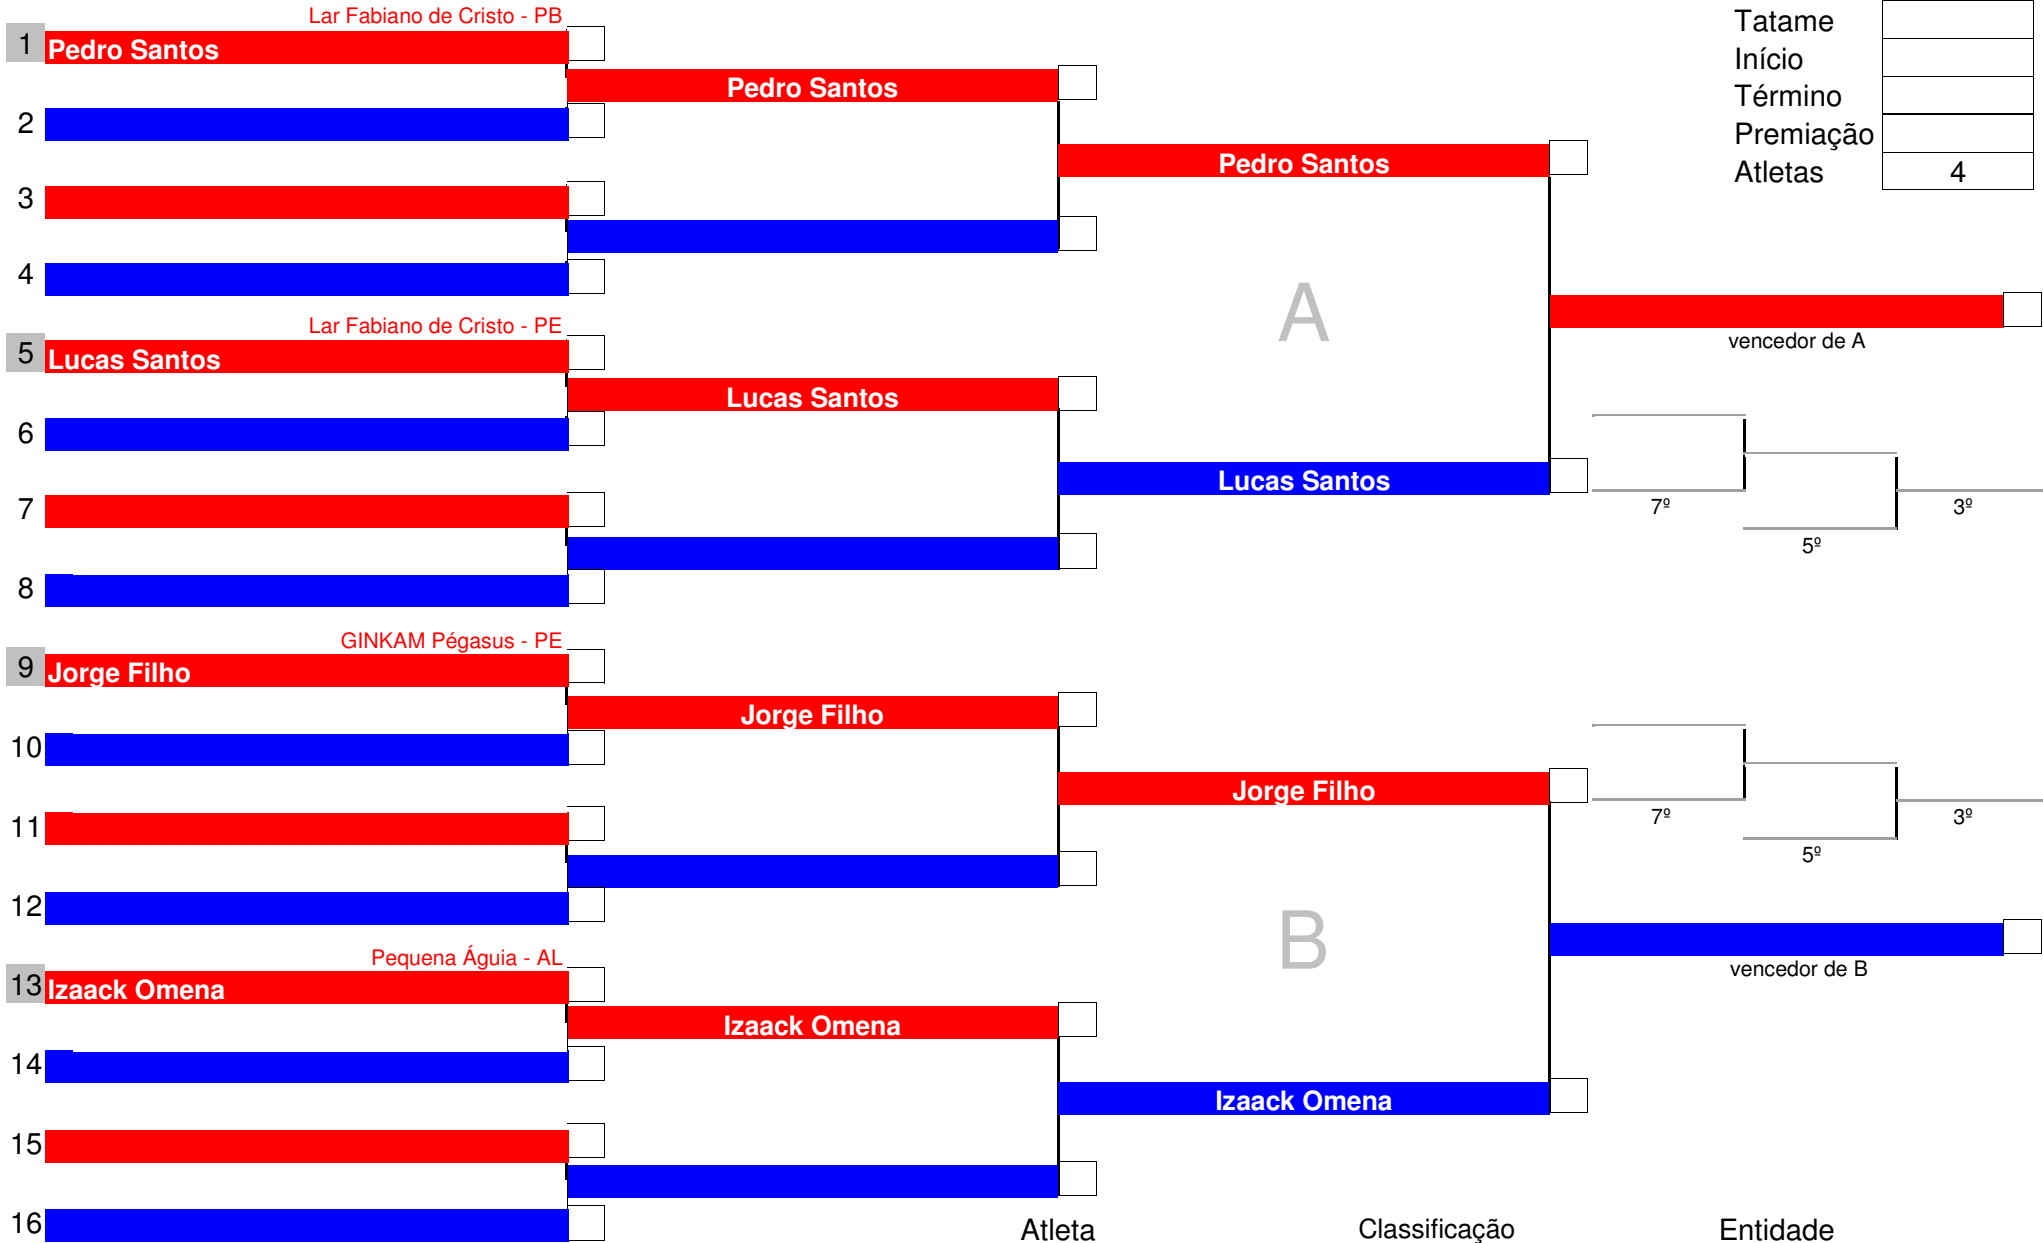 Lar Fabiano de Cristo - PB
1 Pedro Santos
Pedro Santos
2
Pedro Santos
3
4
Tatame
Início
Término
Premiação
Atletas 4
A
vencedor de A
Lar Fabiano de Cristo - PE
5 Lucas Santos
Lucas Santos
6
Lucas Santos
7
8
7º
3º
5º
GINKAM Pégasus - PE
9 Jorge Filho
Jorge Filho
10
Jorge Filho
11
12
7º
3º
5º
B
vencedor de B
Pequena Águia - AL
13 Izaack Omena
Izaack Omena
14
Izaack Omena
15
16
Atleta Classificação Entidade